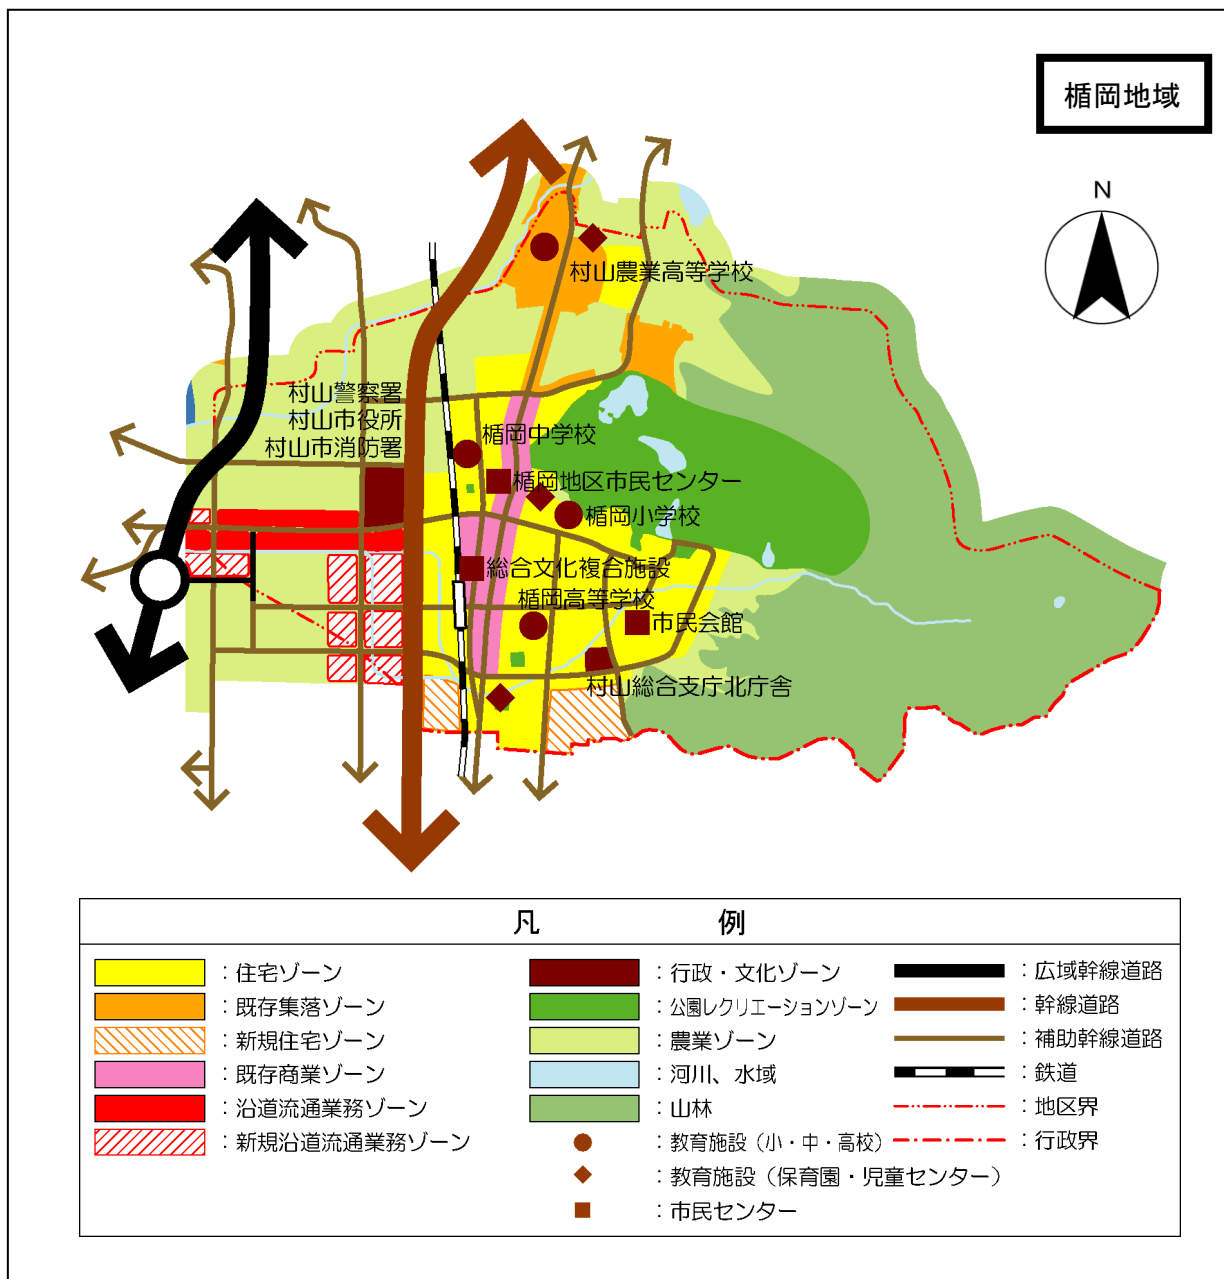 楯岡地域
N
村山農業高等学校
村山警察署
村山市役所
村山市消防署
楯岡中学校
楯岡地区市民センター
楯岡小学校
総合文化複合施設
楯岡高等学校
市民会館
村山総合支庁北庁舎
凡 例
：住宅ゾーン
：既存集落ゾーン
：新規住宅ゾーン
：既存商業ゾーン
：沿道流通業務ゾーン
：新規沿道流通業務ゾーン
：行政・文化ゾーン
：公園レクリエーションゾーン
：農業ゾーン
：河川、水域
：山林
：教育施設（小・中・高校）
：教育施設（保育園・児童センター）
：市民センター
：広域幹線道路
：幹線道路
：補助幹線道路
：鉄道
：地区界
：行政界